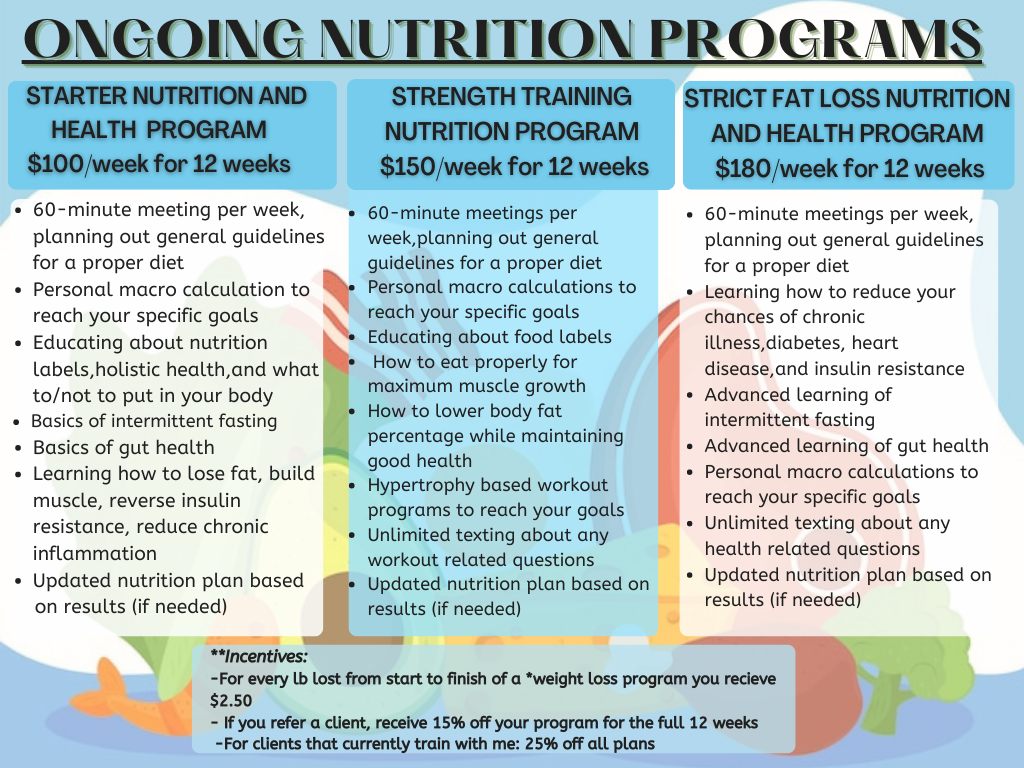 ONGOING NUTRITION PROGRAMS
STARTER NUTRITION AND
HEALTH PROGRAM
$100/week for 12 weeks
• 60-minute meeting per week,
planning out general guidelines
for a proper diet
• Personal macro calculation to
reach your specific goals
• Educating about nutrition
labels,holistic health,and what
to/not to put in your body
• Basics of intermittent fasting
• Basics of gut health
• Learning how to lose fat, build
muscle, reverse insulin
resistance, reduce chronic
inflammation
• Updated nutrition plan based
on results (if needed)
STRENGTH TRAINING
NUTRITION PROGRAM
$150/week for 12 weeks
• 60-minute meetings per
week,planning out general
guidelines for a proper diet
• Personal macro calculations to
reach your specific goals
• Educating about food labels
• How to eat properly for
maximum muscle growth
• How to lower body fat
percentage while maintaining
good health
• Hypertrophy based workout
programs to reach your goals
• Unlimited texting about any
workout related questions
• Updated nutrition plan based on
results (if needed)
STRICT FAT LOSS NUTRITION
AND HEALTH PROGRAM
$180/week for 12 weeks
• 60-minute meetings per week,
planning out general guidelines
for a proper diet
• Learning how to reduce your
chances of chronic
illness,diabetes, heart
disease,and insulin resistance
• Advanced learning of
intermittent fasting
• Advanced learning of gut health
• Personal macro calculations to
reach your specific goals
• Unlimited texting about any
health related questions
• Updated nutrition plan based on
results (if needed)
**Incentives:
-For every lb lost from start to finish of a *weight loss program you recieve
$2.50
- If you refer a client, receive 15% off your program for the full 12 weeks
-For clients that currently train with me: 25% off all plans